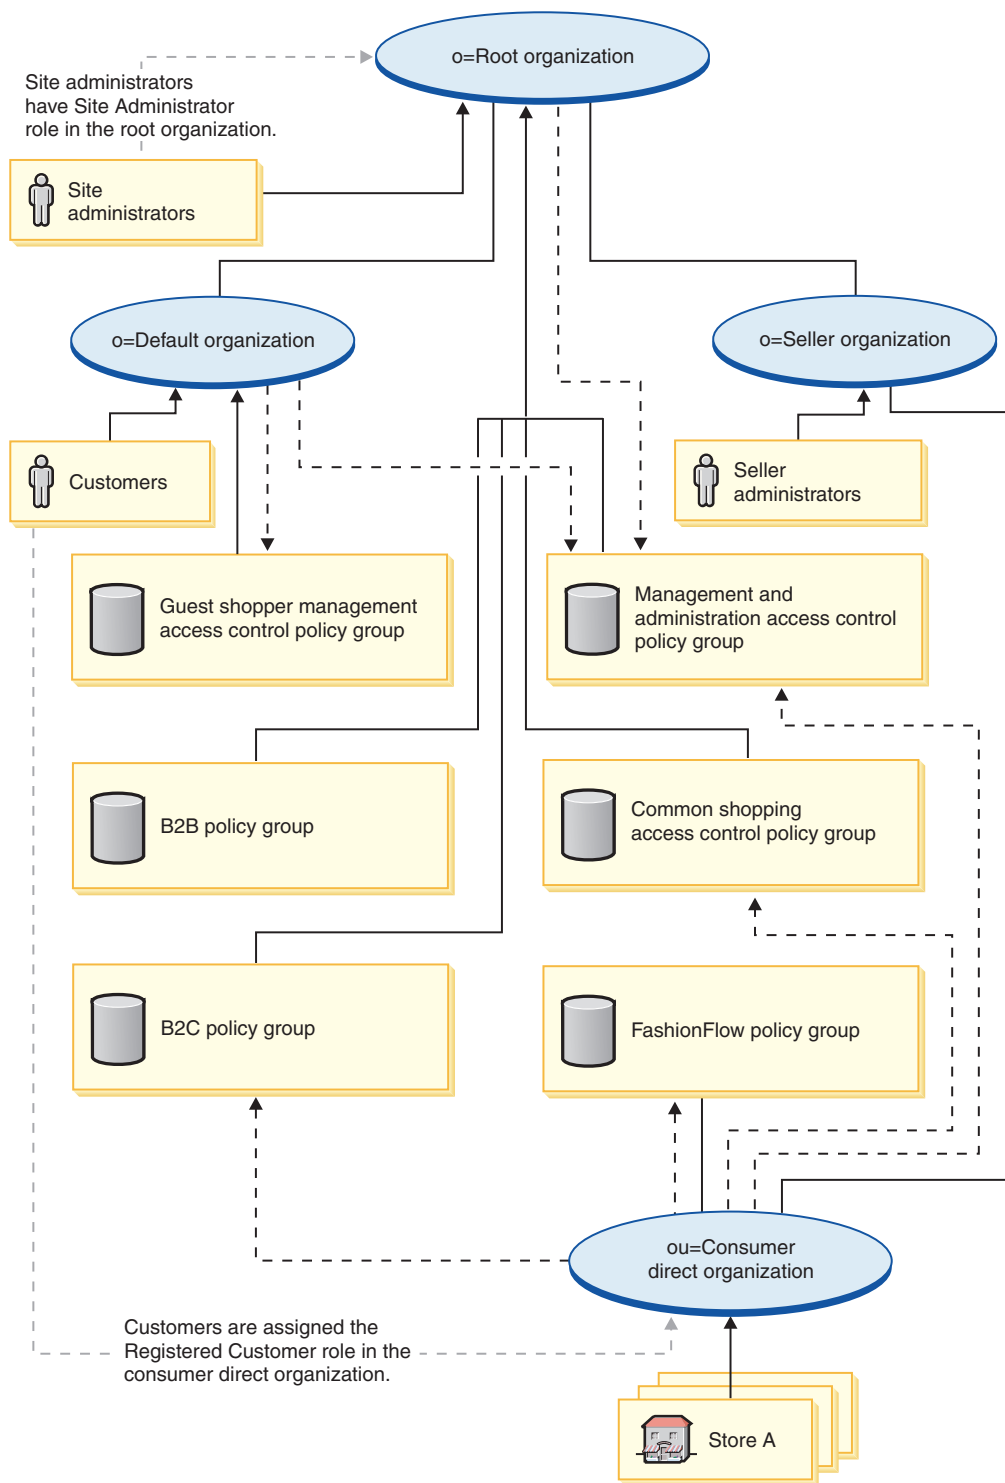 o=Root organization
Site administrators
have Site Administrator
role in the root organization.
Site
administrators
o=Default organization
o=Seller organization
Customers
Seller
administrators
Guest shopper management
access control policy group
Management and
administration access control
policy group
B2B policy group
Common shopping
access control policy group
B2C policy group
FashionFlow policy group
ou=Consumer
direct organization
Customers are assigned the
Registered Customer role in the
consumer direct organization.
Store A